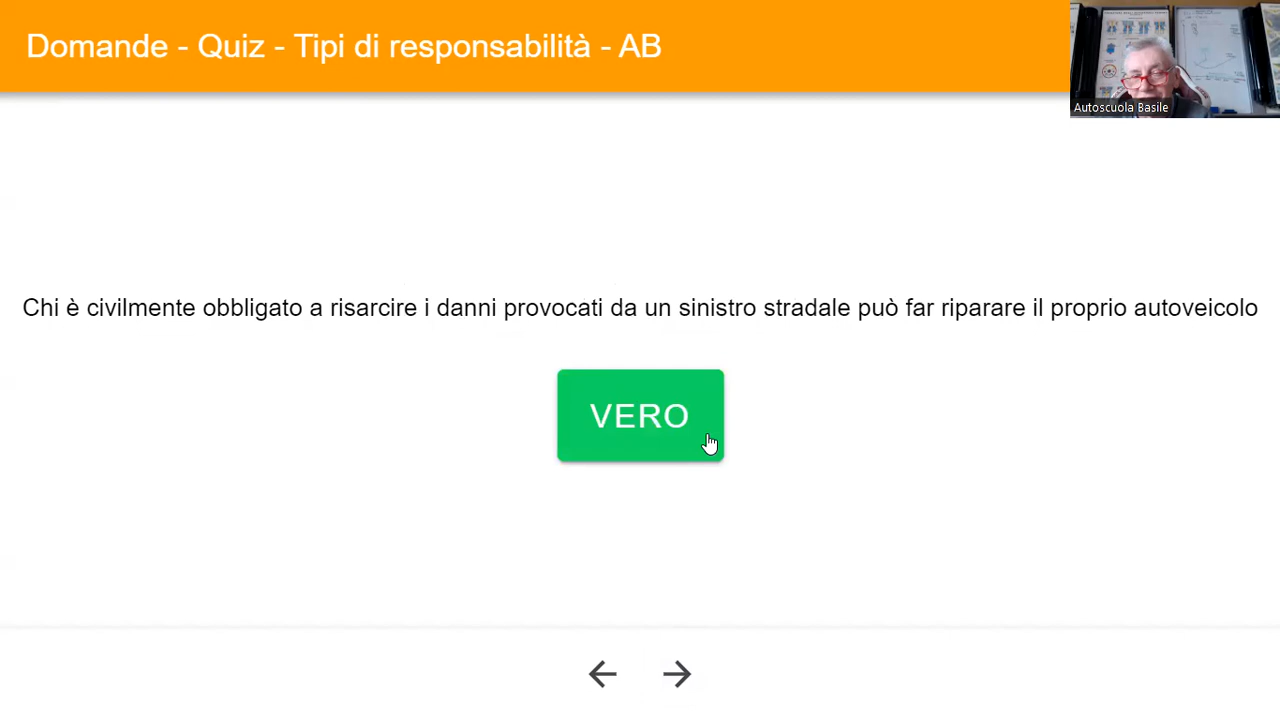 Domande - Quiz - Tipi di responsabilità - AB
Autoscuola Basile
Chi è civilmente obbligato a risarcire i danni provocati da un sinistro stradale può far riparare il proprio autoveicolo
VERO